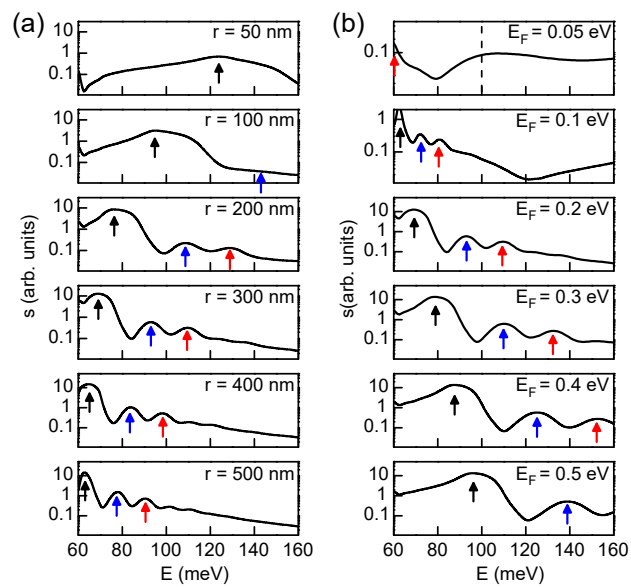 (a)
r = 50 nm
1
0.1
r = 100 nm
1
0.1
r = 200 nm
10
1
0.1
r = 300 nm
10
1
0.1
r = 400 nm
10
1
0.1
r = 500 nm
10
1
0.1
s (arb. units)
60 80 100 120 140 160
E (meV)
(b)
E_F = 0.05 eV
0.1
E_F = 0.1 eV
1
0.1
E_F = 0.2 eV
10
1
0.1
E_F = 0.3 eV
10
1
0.1
E_F = 0.4 eV
10
1
0.1
E_F = 0.5 eV
10
1
0.1
s(arb. units)
60 80 100 120 140 160
E (meV)